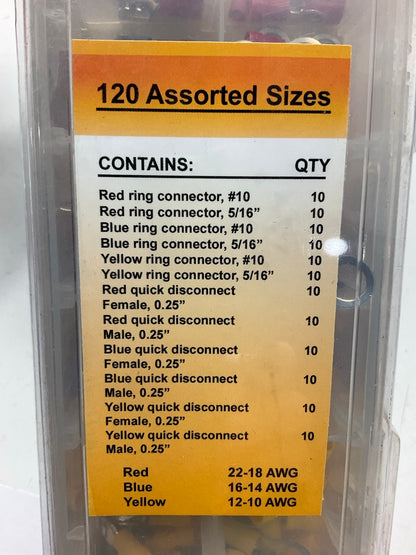 120 Assorted Sizes
CONTAINS: QTY
Red ring connector, #10 10
Red ring connector, 5/16" 10
Blue ring connector, #10 10
Blue ring connector, 5/16" 10
Yellow ring connector, #10 10
Yellow ring connector, 5/16" 10
Red quick disconnect 10
Female, 0.25"
Red quick disconnect 10
Male, 0.25"
Blue quick disconnect 10
Female, 0.25"
Blue quick disconnect 10
Male, 0.25"
Yellow quick disconnect 10
Female, 0.25"
Yellow quick disconnect 10
Male, 0.25"
Red 22-18 AWG
Blue 16-14 AWG
Yellow 12-10 AWG